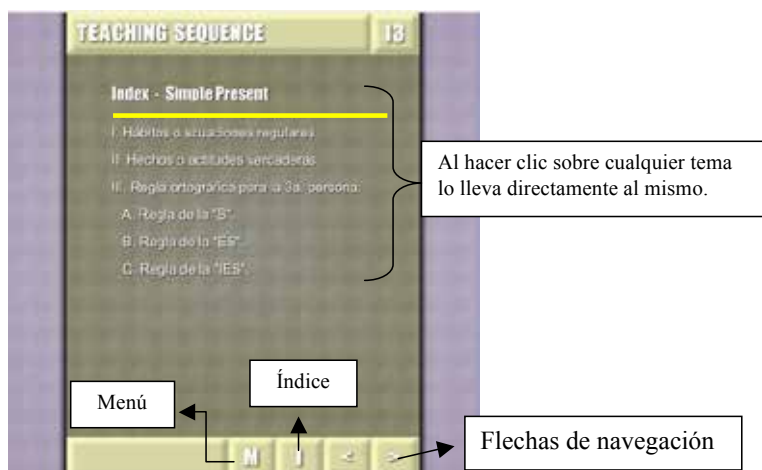 TEACHING SEQUENCE 13
Index - Simple Present
I. Hábitos o situaciones regulares.
II. Hechos o actitudes verdaderas.
III. Regla ortográfica para la 3a. persona:
A. Regla de la "S".
B. Regla de la "ES".
C. Regla de la "IES".
Al hacer clic sobre cualquier tema
lo lleva directamente al mismo.
Índice
Menú
Flechas de navegación
M I < >